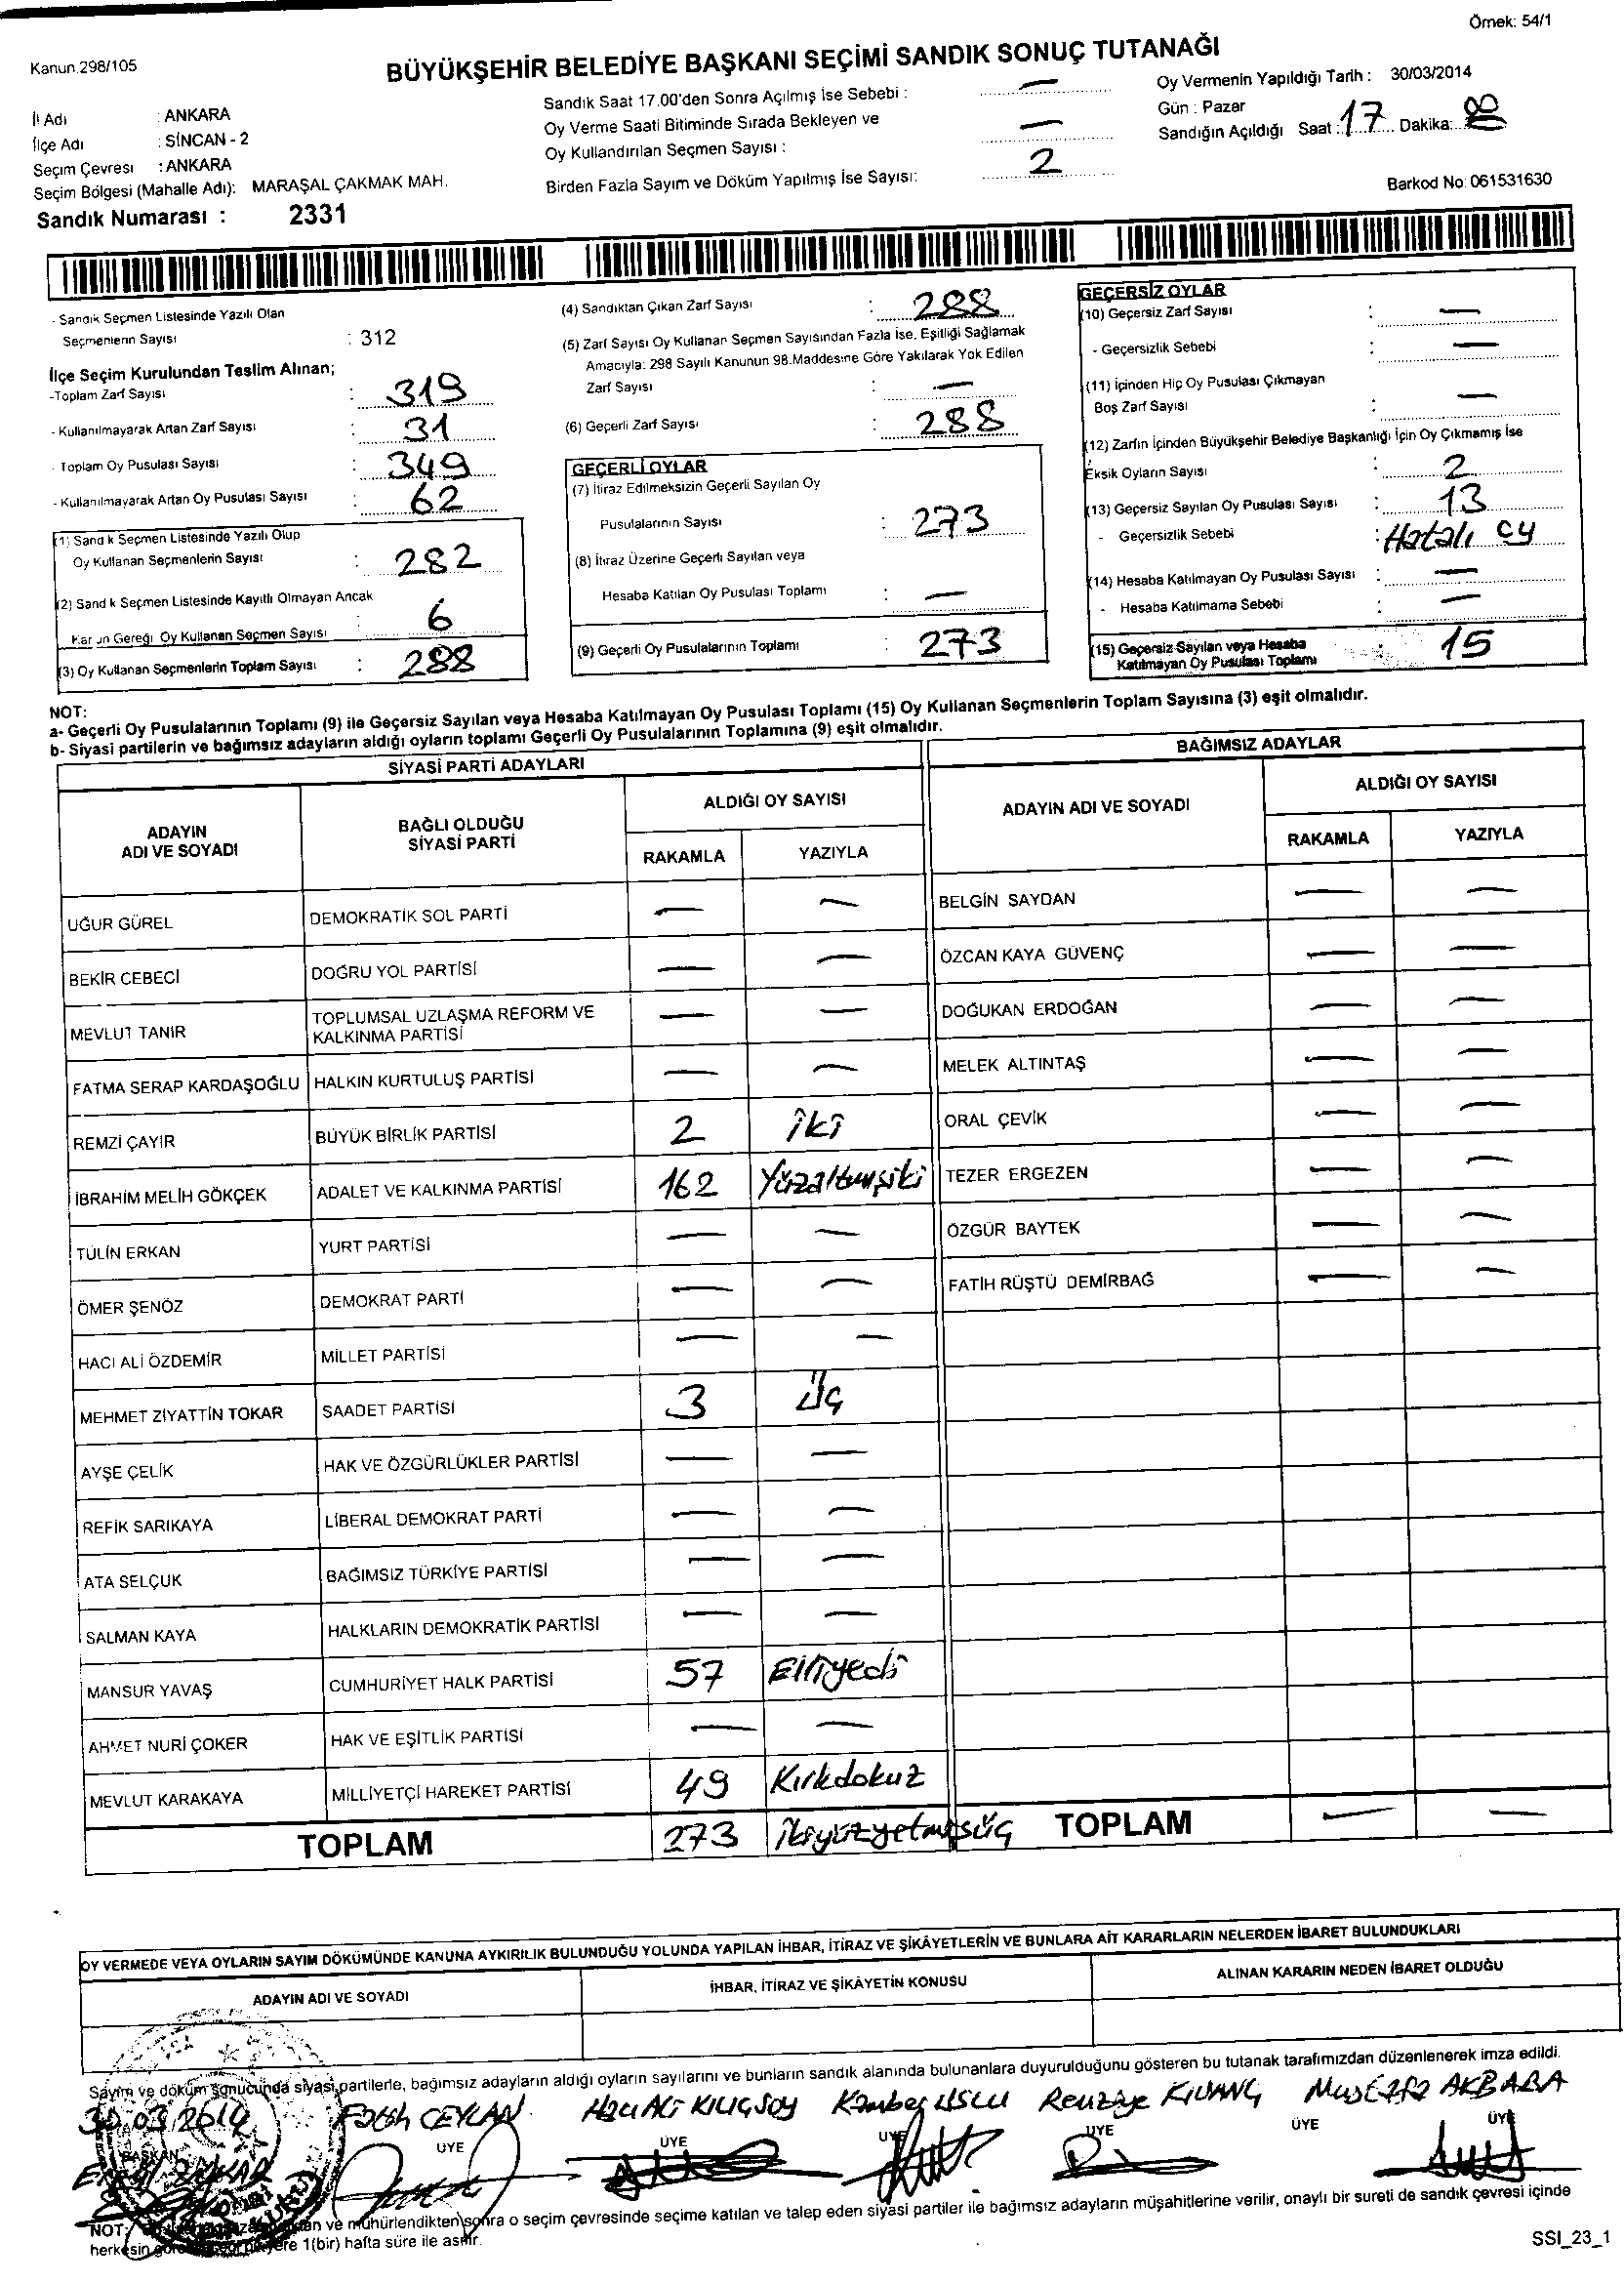 Örnek: 54/1
Kanun.298/105
BÜYÜKŞEHİR BELEDİYE BAŞKANI SEÇİMİ SANDIK SONUÇ TUTANAĞI
İl Adı : ANKARA
İlçe Adı : SİNCAN - 2
Seçim Çevresi : ANKARA
Seçim Bölgesi (Mahalle Adı): MARAŞAL ÇAKMAK MAH.
Sandık Numarası : 2331
Sandık Saat 17.00'den Sonra Açılmış İse Sebebi : —
Oy Verme Saati Bitiminde Sırada Bekleyen ve
Oy Kullandırılan Seçmen Sayısı : —
Birden Fazla Sayım ve Döküm Yapılmış İse Sayısı: 2
Oy Vermenin Yapıldığı Tarih : 30/03/2014
Gün : Pazar
Sandığın Açıldığı Saat : 17 Dakika:
Barkod No: 061531630
- Sandık Seçmen Listesinde Yazılı Olan
Seçmenlerin Sayısı : 312
İlçe Seçim Kurulundan Teslim Alınan;
-Toplam Zarf Sayısı : 319
- Kullanılmayarak Artan Zarf Sayısı : 31
- Toplam Oy Pusulası Sayısı : 349
- Kullanılmayarak Artan Oy Pusulası Sayısı : 62
(1) Sandık Seçmen Listesinde Yazılı Olup
Oy Kullanan Seçmenlerin Sayısı : 282
(2) Sandık Seçmen Listesinde Kayıtlı Olmayan Ancak
Kanun Gereği Oy Kullanan Seçmen Sayısı : 6
(3) Oy Kullanan Seçmenlerin Toplam Sayısı : 288
(4) Sandıktan Çıkan Zarf Sayısı : 288
(5) Zarf Sayısı Oy Kullanan Seçmen Sayısından Fazla İse, Eşitliği Sağlamak
Amacıyla: 298 Sayılı Kanunun 98.Maddesine Göre Yakılarak Yok Edilen
Zarf Sayısı : —
(6) Geçerli Zarf Sayısı : 288
GEÇERLİ OYLAR
(7) İtiraz Edilmeksizin Geçerli Sayılan Oy
Pusulalarının Sayısı : 273
(8) İtiraz Üzerine Geçerli Sayılan veya
Hesaba Katılan Oy Pusulası Toplamı : —
(9) Geçerli Oy Pusulalarının Toplamı : 273
GEÇERSİZ OYLAR
(10) Geçersiz Zarf Sayısı : —
- Geçersizlik Sebebi : —
(11) İçinden Hiç Oy Pusulası Çıkmayan
Boş Zarf Sayısı : —
(12) Zarfın İçinden Büyükşehir Belediye Başkanlığı İçin Oy Çıkmamış İse
Eksik Oyların Sayısı : 2
(13) Geçersiz Sayılan Oy Pusulası Sayısı : 13
- Geçersizlik Sebebi : Hatalı oy
(14) Hesaba Katılmayan Oy Pusulası Sayısı : —
- Hesaba Katılmama Sebebi : —
(15) Geçersiz Sayılan veya Hesaba
Katılmayan Oy Pusulası Toplamı : 15
NOT:
a- Geçerli Oy Pusulalarının Toplamı (9) ile Geçersiz Sayılan veya Hesaba Katılmayan Oy Pusulası Toplamı (15) Oy Kullanan Seçmenlerin Toplam Sayısına (3) eşit olmalıdır.
b- Siyasi partilerin ve bağımsız adayların aldığı oyların toplamı Geçerli Oy Pusulalarının Toplamına (9) eşit olmalıdır.
SİYASİ PARTİ ADAYLARI
ADAYIN ADI VE SOYADI BAĞLI OLDUĞU SİYASİ PARTİ ALDIĞI OY SAYISI
RAKAMLA YAZIYLA
UĞUR GÜREL DEMOKRATİK SOL PARTİ — —
BEKİR CEBECİ DOĞRU YOL PARTİSİ — —
MEVLUT TANIR TOPLUMSAL UZLAŞMA REFORM VE KALKINMA PARTİSİ — —
FATMA SERAP KARDAŞOĞLU HALKIN KURTULUŞ PARTİSİ — —
REMZİ ÇAYIR BÜYÜK BİRLİK PARTİSİ 2 iki
İBRAHİM MELİH GÖKÇEK ADALET VE KALKINMA PARTİSİ 162 Yüzaltmışiki
TÜLİN ERKAN YURT PARTİSİ — —
ÖMER ŞENÖZ DEMOKRAT PARTİ — —
HACI ALİ ÖZDEMİR MİLLET PARTİSİ — —
MEHMET ZİYATTİN TOKAR SAADET PARTİSİ 3 üç
AYŞE ÇELİK HAK VE ÖZGÜRLÜKLER PARTİSİ — —
REFİK SARIKAYA LİBERAL DEMOKRAT PARTİ — —
ATA SELÇUK BAĞIMSIZ TÜRKİYE PARTİSİ — —
SALMAN KAYA HALKLARIN DEMOKRATİK PARTİSİ — —
MANSUR YAVAŞ CUMHURİYET HALK PARTİSİ 57 Elliyedi
AHMET NURİ ÇOKER HAK VE EŞİTLİK PARTİSİ — —
MEVLUT KARAKAYA MİLLİYETÇİ HAREKET PARTİSİ 49 Kırkdokuz
TOPLAM 273 ikiyüzyetmişüç
BAĞIMSIZ ADAYLAR
ADAYIN ADI VE SOYADI ALDIĞI OY SAYISI
RAKAMLA YAZIYLA
BELGİN SAYDAN — —
ÖZCAN KAYA GÜVENÇ — —
DOĞUKAN ERDOĞAN — —
MELEK ALTINTAŞ — —
ORAL ÇEVİK — —
TEZER ERGEZEN — —
ÖZGÜR BAYTEK — —
FATİH RÜŞTÜ DEMİRBAĞ — —
TOPLAM — —
OY VERMEDE VEYA OYLARIN SAYIM DÖKÜMÜNDE KANUNA AYKIRILIK BULUNDUĞU YOLUNDA YAPILAN İHBAR, İTİRAZ VE ŞİKÂYETLERİN VE BUNLARA AİT KARARLARIN NELERDEN İBARET BULUNDUKLARI
ADAYIN ADI VE SOYADI İHBAR, İTİRAZ VE ŞİKÂYETİN KONUSU ALINAN KARARIN NEDEN İBARET OLDUĞU
Sayım ve döküm sonucunda siyasi partilerle, bağımsız adayların aldığı oyların sayılarını ve bunların sandık alanında bulunanlara duyurulduğunu gösteren bu tutanak tarafımızdan düzenlenerek imza edildi.
30.03.2014 Fatih CEYLAN Hacı Ali KILIÇSOY Kamber USLU Revziye KIVANÇ Mustafa AKBABA
BAŞKAN ÜYE ÜYE ÜYE ÜYE ÜYE ÜYE
NOT: ve mühürlendikten sonra o seçim çevresinde seçime katılan ve talep eden siyasi partiler ile bağımsız adayların müşahitlerine verilir, onaylı bir sureti de sandık çevresi içinde
herkesin yere 1(bir) hafta süre ile asılır.
SSI_23_1